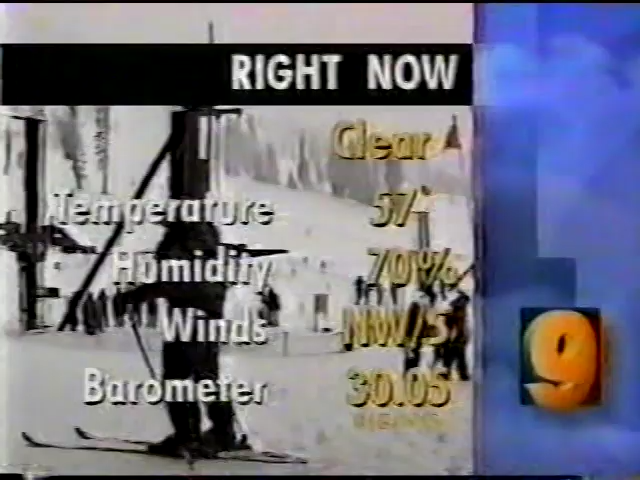 RIGHT NOW
Clear
Temperature 57°
Humidity 70%
Winds NW/5
Barometer 30.05
9